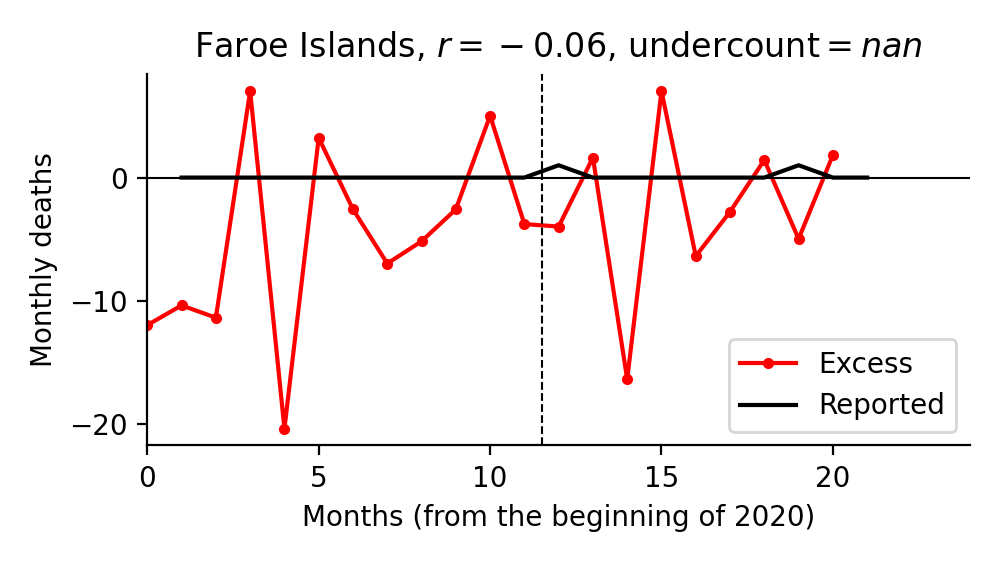 Faroe Islands, r = −0.06, undercount = nan
Monthly deaths
0
−10
−20
Excess
Reported
0 5 10 15 20
Months (from the beginning of 2020)